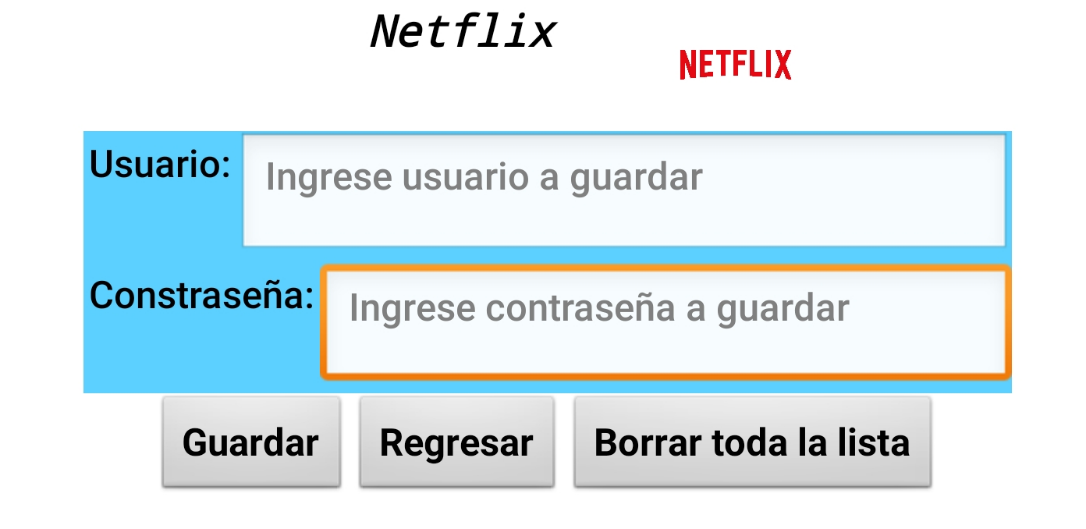 Netflix
NETFLIX
Usuario: Ingrese usuario a guardar
Constraseña: Ingrese contraseña a guardar
Guardar Regresar Borrar toda la lista